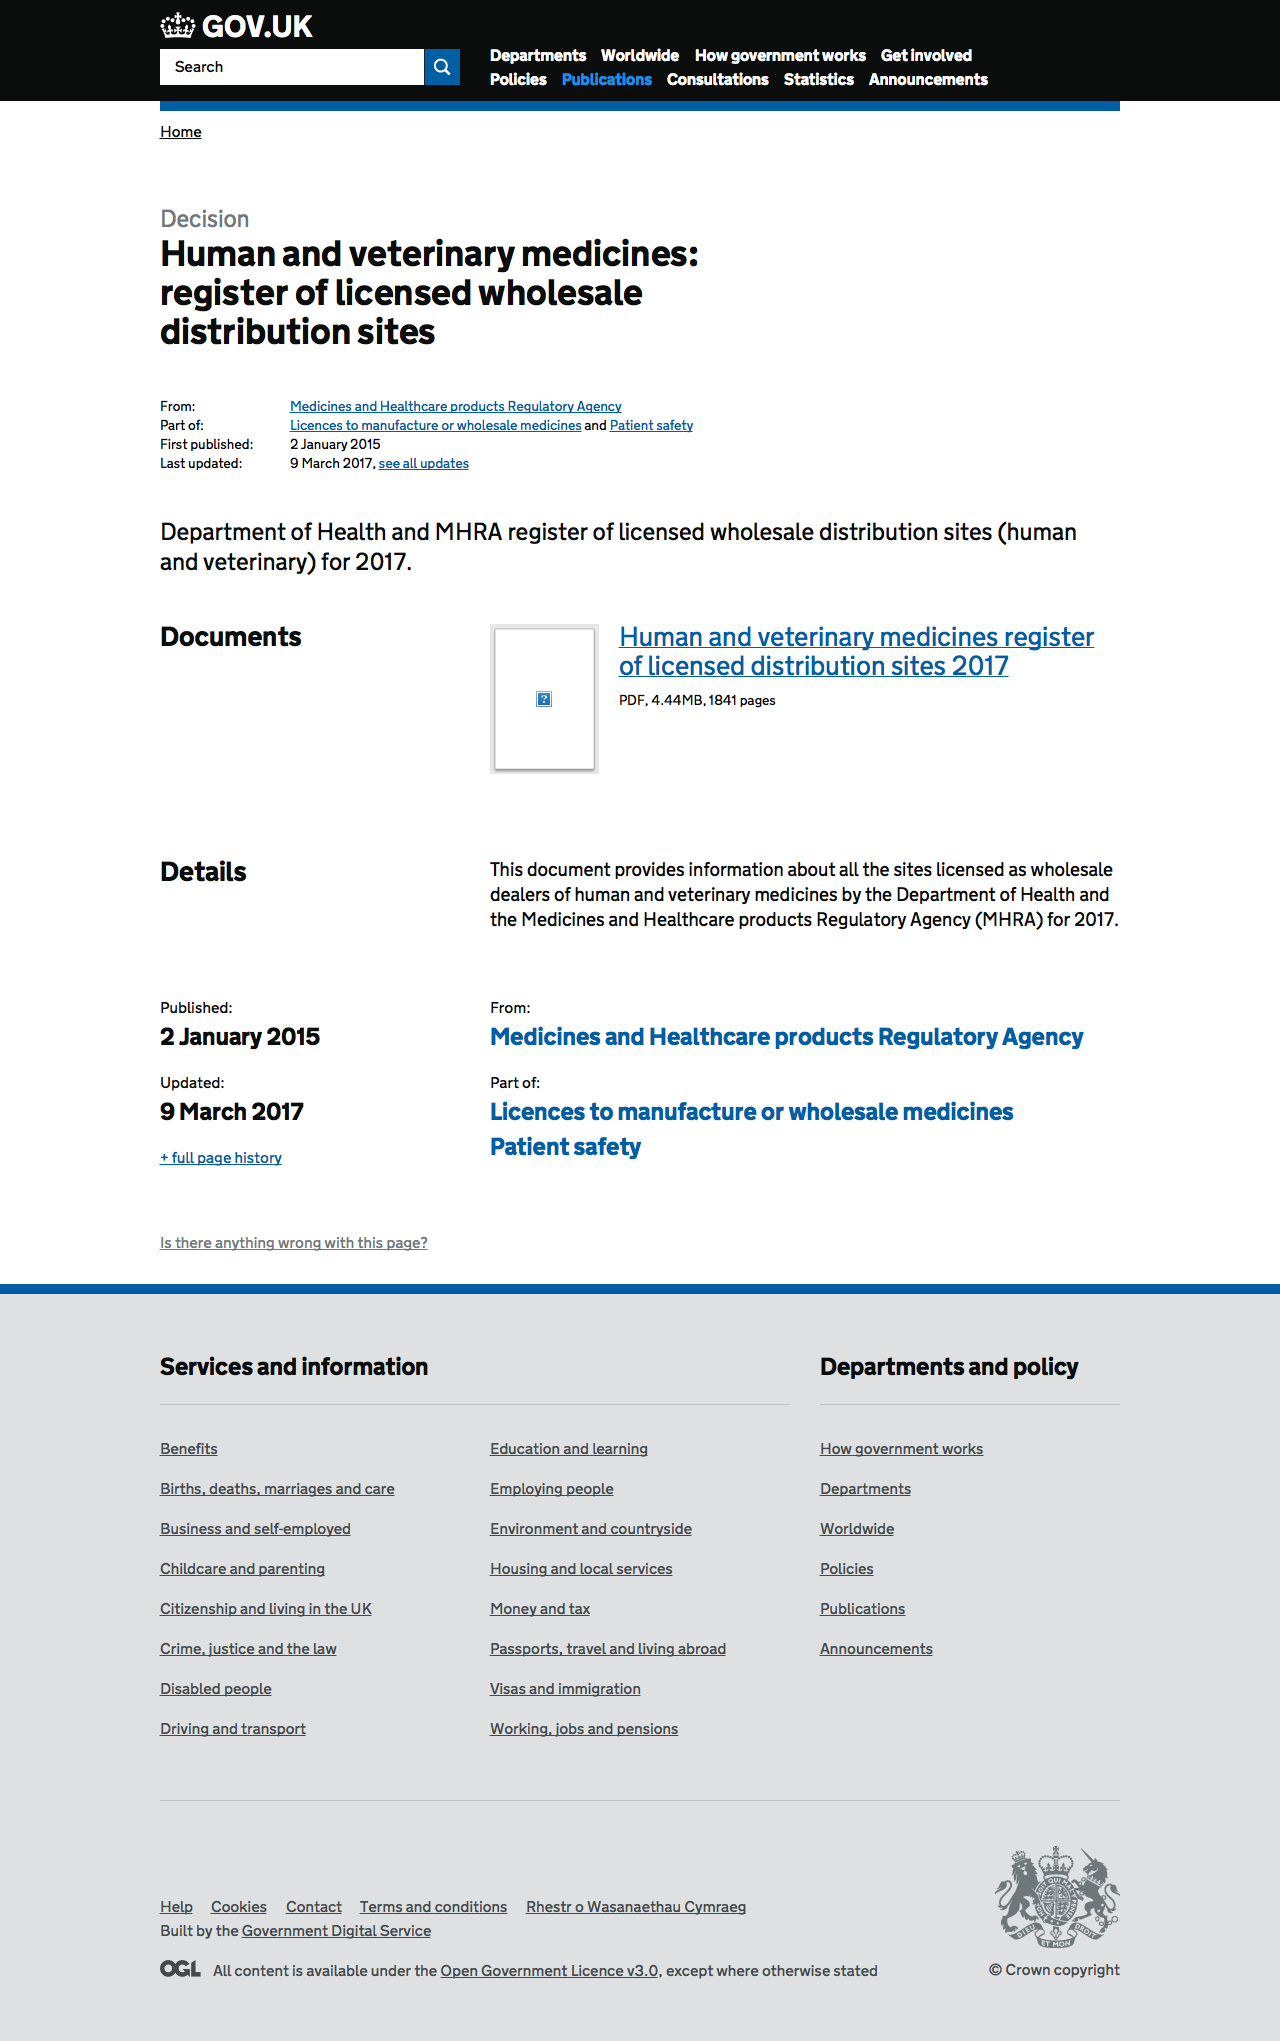 GOV.UK
Search
Departments Worldwide How government works Get involved
Policies Publications Consultations Statistics Announcements
Home
Decision
Human and veterinary medicines:
register of licensed wholesale
distribution sites
From: Medicines and Healthcare products Regulatory Agency
Part of: Licences to manufacture or wholesale medicines and Patient safety
First published: 2 January 2015
Last updated: 9 March 2017, see all updates
Department of Health and MHRA register of licensed wholesale distribution sites (human
and veterinary) for 2017.
Documents
Human and veterinary medicines register
of licensed distribution sites 2017
PDF, 4.44MB, 1841 pages
Details
This document provides information about all the sites licensed as wholesale
dealers of human and veterinary medicines by the Department of Health and
the Medicines and Healthcare products Regulatory Agency (MHRA) for 2017.
Published:
2 January 2015
Updated:
9 March 2017
+ full page history
From:
Medicines and Healthcare products Regulatory Agency
Part of:
Licences to manufacture or wholesale medicines
Patient safety
Is there anything wrong with this page?
Services and information
Benefits
Births, deaths, marriages and care
Business and self-employed
Childcare and parenting
Citizenship and living in the UK
Crime, justice and the law
Disabled people
Driving and transport
Education and learning
Employing people
Environment and countryside
Housing and local services
Money and tax
Passports, travel and living abroad
Visas and immigration
Working, jobs and pensions
Departments and policy
How government works
Departments
Worldwide
Policies
Publications
Announcements
Help Cookies Contact Terms and conditions Rhestr o Wasanaethau Cymraeg
Built by the Government Digital Service
OGL All content is available under the Open Government Licence v3.0, except where otherwise stated
DIEU ET MON DROIT
© Crown copyright